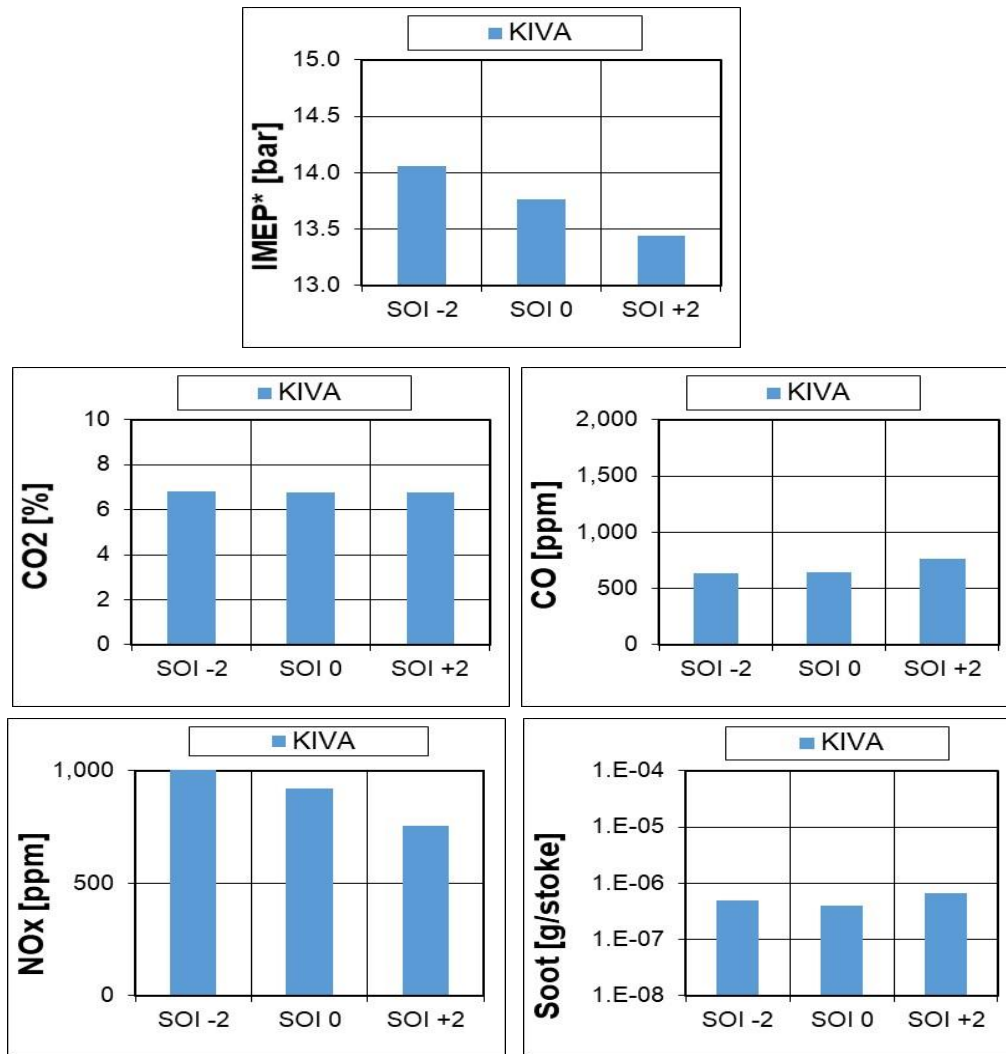 KIVA
15.0
14.5
14.0
13.5
13.0
IMEP* [bar]
SOI -2 SOI 0 SOI +2
KIVA
10
8
6
4
2
0
CO2 [%]
SOI -2 SOI 0 SOI +2
KIVA
2,000
1,500
1,000
500
0
CO [ppm]
SOI -2 SOI 0 SOI +2
KIVA
1,000
500
0
NOx [ppm]
SOI -2 SOI 0 SOI +2
KIVA
1.E-04
1.E-05
1.E-06
1.E-07
1.E-08
Soot [g/stoke]
SOI -2 SOI 0 SOI +2